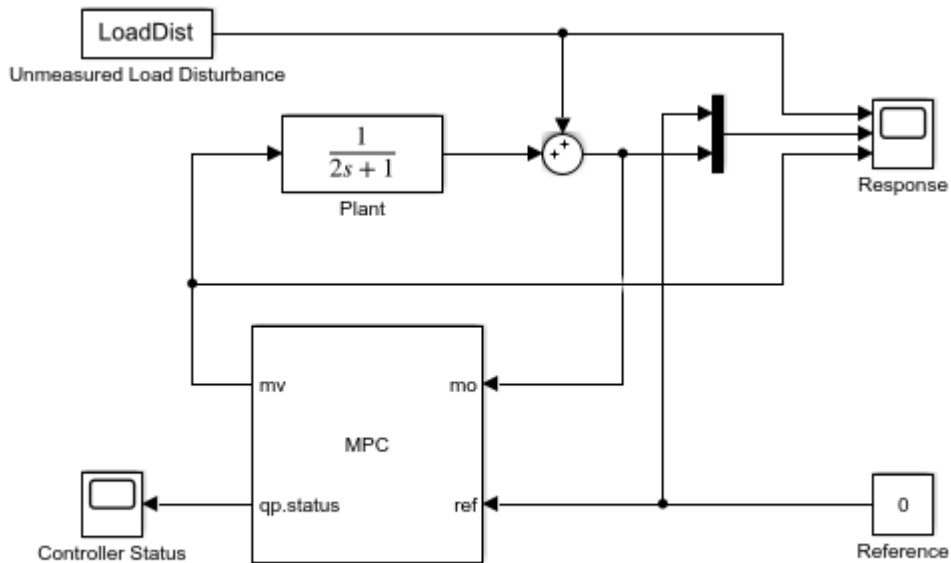 LoadDist
Unmeasured Load Disturbance
1
2s + 1
Plant
+ +
Response
mv
mo
MPC
qp.status
ref
0
Controller Status
Reference